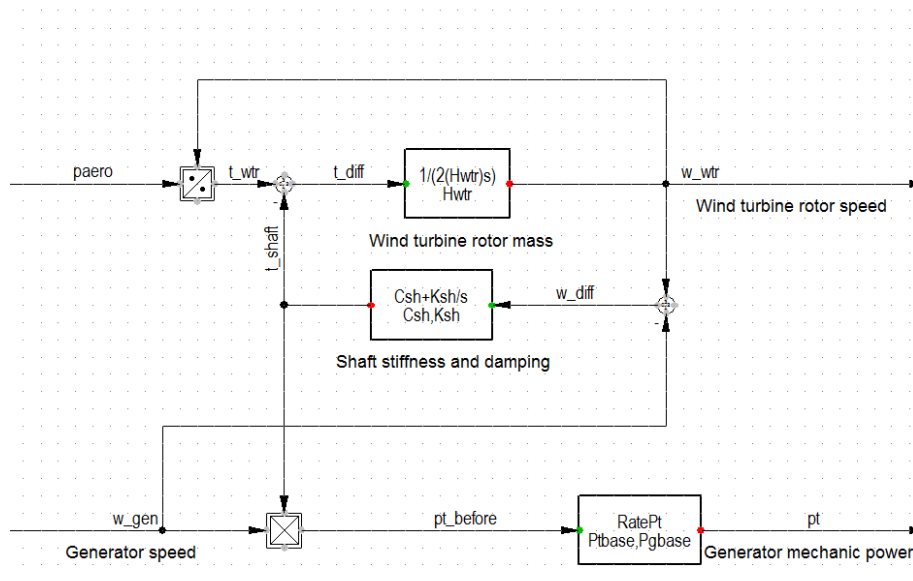 paero
t_wtr
t_diff
1/(2(Hwtr)s)
Hwtr
w_wtr
Wind turbine rotor speed
Wind turbine rotor mass
t_shaft
-
Csh+Ksh/s
Csh,Ksh
w_diff
-
Shaft stiffness and damping
w_gen
Generator speed
pt_before
RatePt
Ptbase,Pgbase
pt
Generator mechanic power